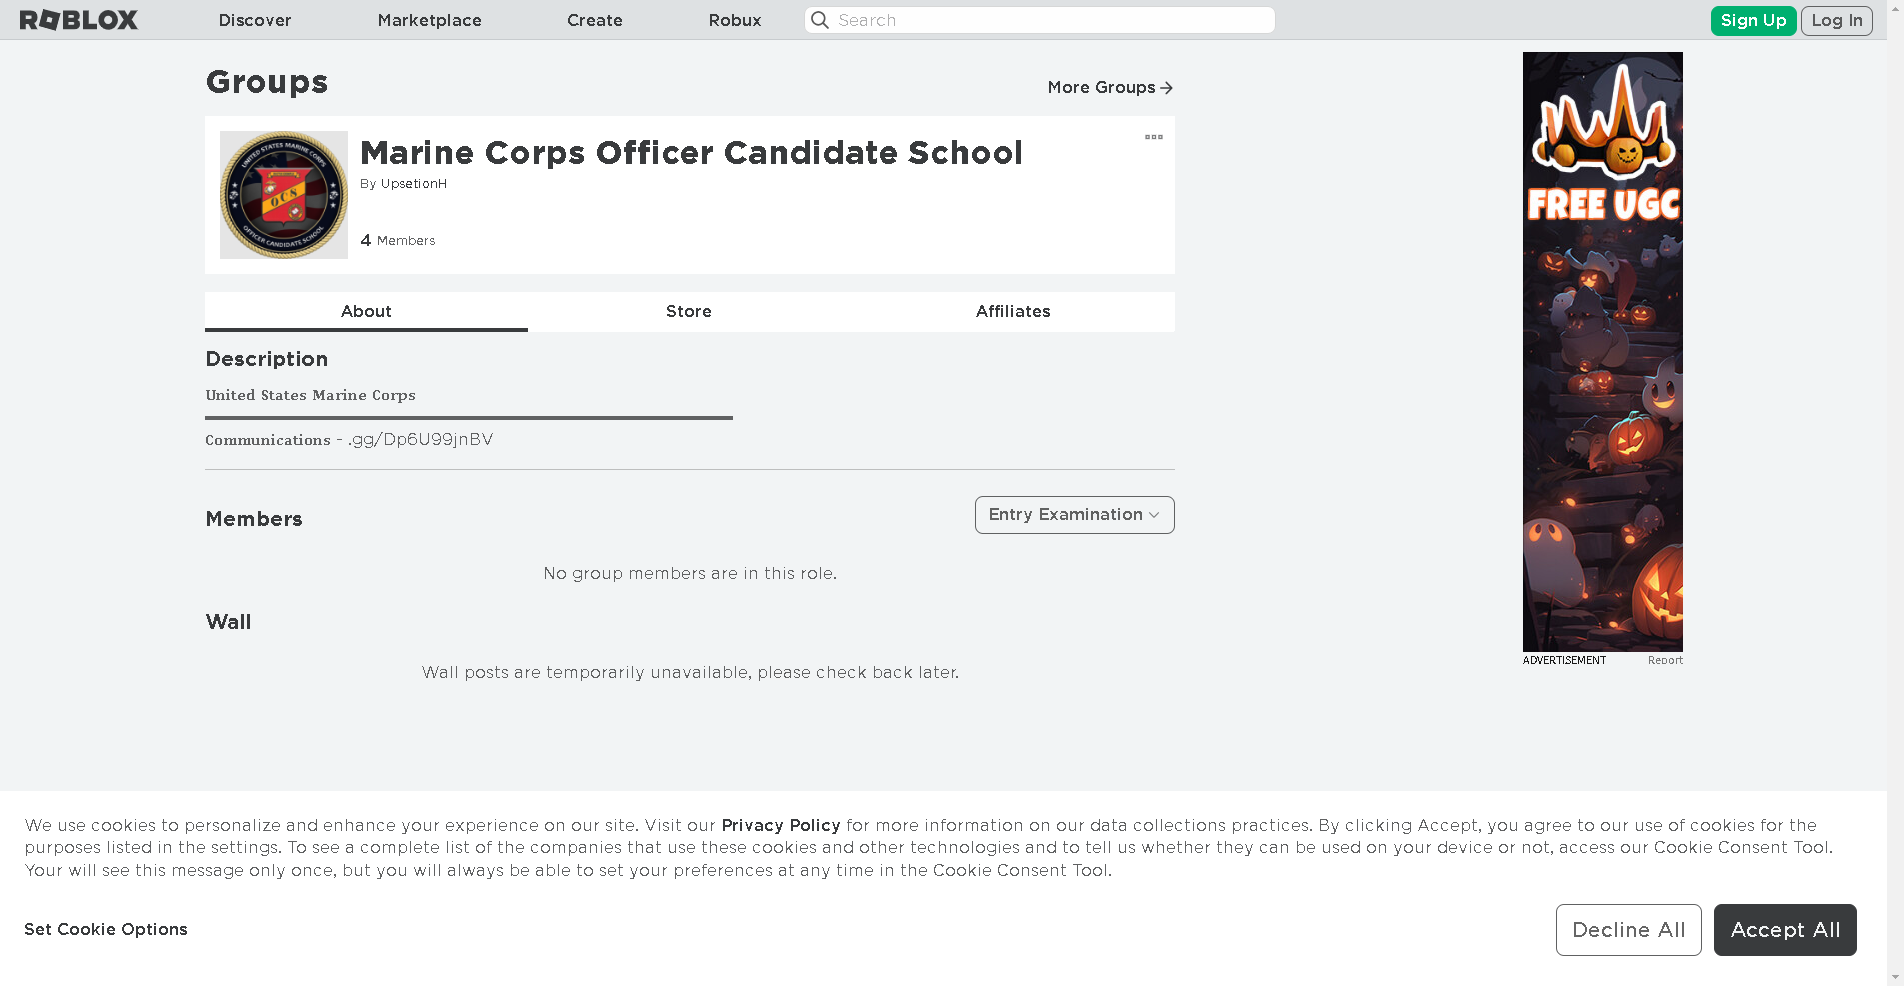 ROBLOX Discover Marketplace Create Robux Search Sign Up Log In
Groups
More Groups
Marine Corps Officer Candidate School
By UpsetionH
4 Members
UNITED STATES MARINE CORPS
OCS
OFFICER CANDIDATE SCHOOL
FREE UGC
About Store Affiliates
Description
United States Marine Corps
Communications - .gg/Dp6U99jnBV
Members
Entry Examination
No group members are in this role.
Wall
ADVERTISEMENT Report
Wall posts are temporarily unavailable, please check back later.
We use cookies to personalize and enhance your experience on our site. Visit our Privacy Policy for more information on our data collections practices. By clicking Accept, you agree to our use of cookies for the
purposes listed in the settings. To see a complete list of the companies that use these cookies and other technologies and to tell us whether they can be used on your device or not, access our Cookie Consent Tool.
Your will see this message only once, but you will always be able to set your preferences at any time in the Cookie Consent Tool.
Set Cookie Options
Decline All
Accept All